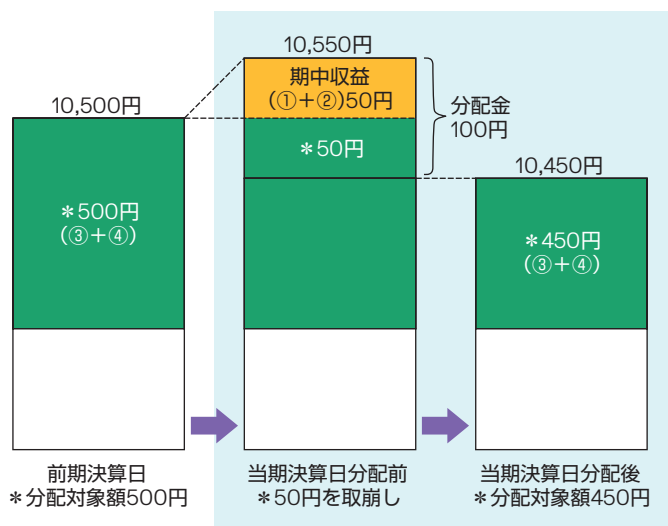 10,500円
＊500円
（③＋④）
前期決算日
＊分配対象額500円
10,550円
期中収益
（①＋②）50円
＊50円
分配金
100円
当期決算日分配前
＊50円を取崩し
10,450円
＊450円
（③＋④）
当期決算日分配後
＊分配対象額450円